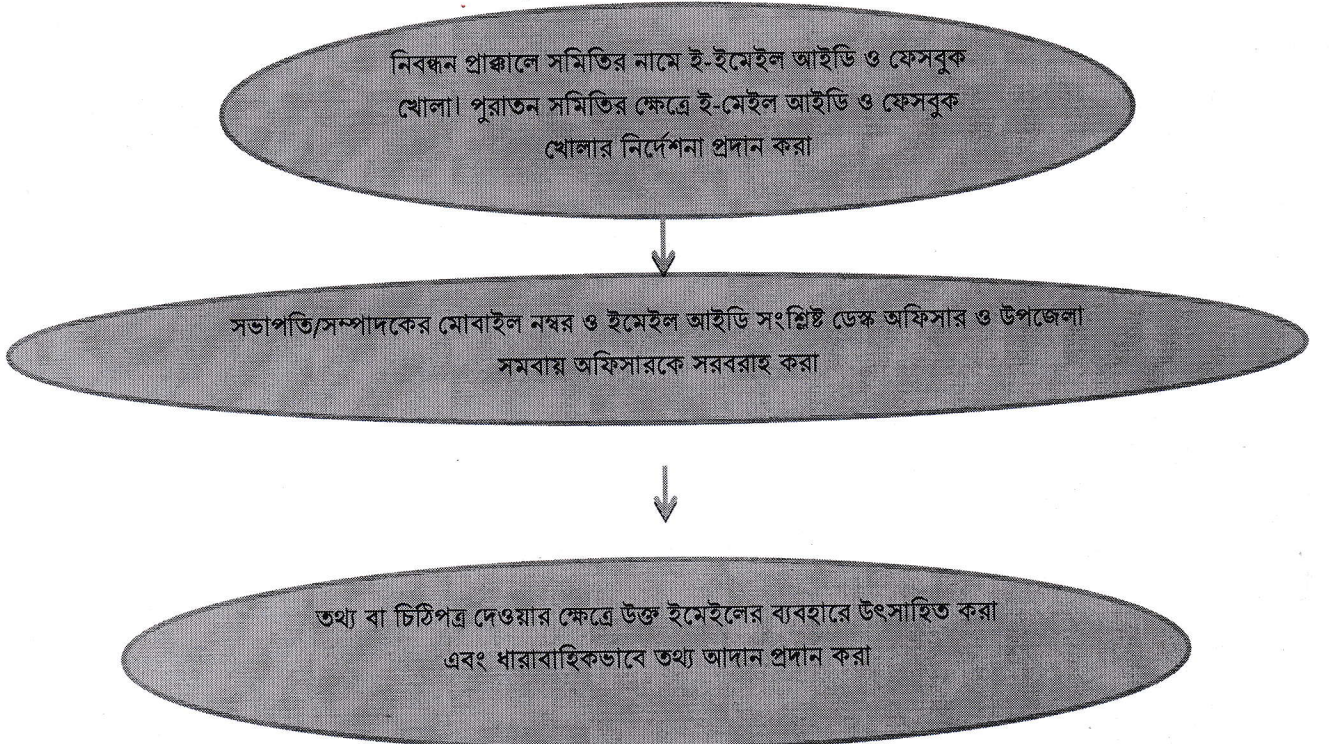 নিবন্ধন প্রাক্কালে সমিতির নামে ই-ইমেইল আইডি ও ফেসবুক
খোলা। পুরাতন সমিতির ক্ষেত্রে ই-মেইল আইডি ও ফেসবুক
খোলার নির্দেশনা প্রদান করা
সভাপতি/সম্পাদকের মোবাইল নম্বর ও ইমেইল আইডি সংশ্লিষ্ট ডেস্ক অফিসার ও উপজেলা
সমবায় অফিসারকে সরবরাহ করা
তথ্য বা চিঠিপত্র দেওয়ার ক্ষেত্রে উক্ত ইমেইলের ব্যবহারে উৎসাহিত করা
এবং ধারাবাহিকভাবে তথ্য আদান প্রদান করা